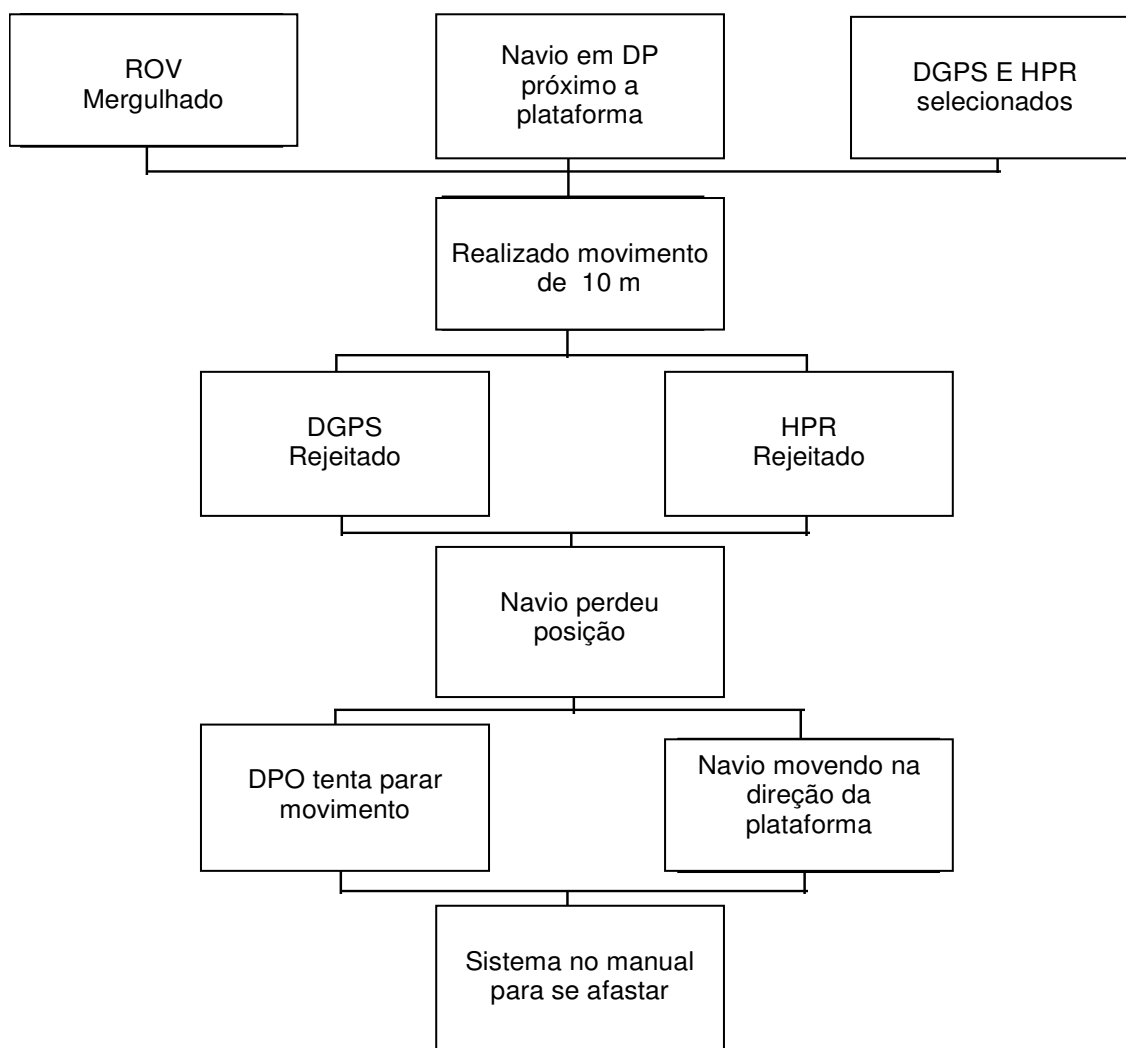 ROV
Mergulhado
Navio em DP
próximo a
plataforma
DGPS E HPR
selecionados
Realizado movimento
de 10 m
DGPS
Rejeitado
HPR
Rejeitado
Navio perdeu
posição
DPO tenta parar
movimento
Navio movendo na
direção da
plataforma
Sistema no manual
para se afastar